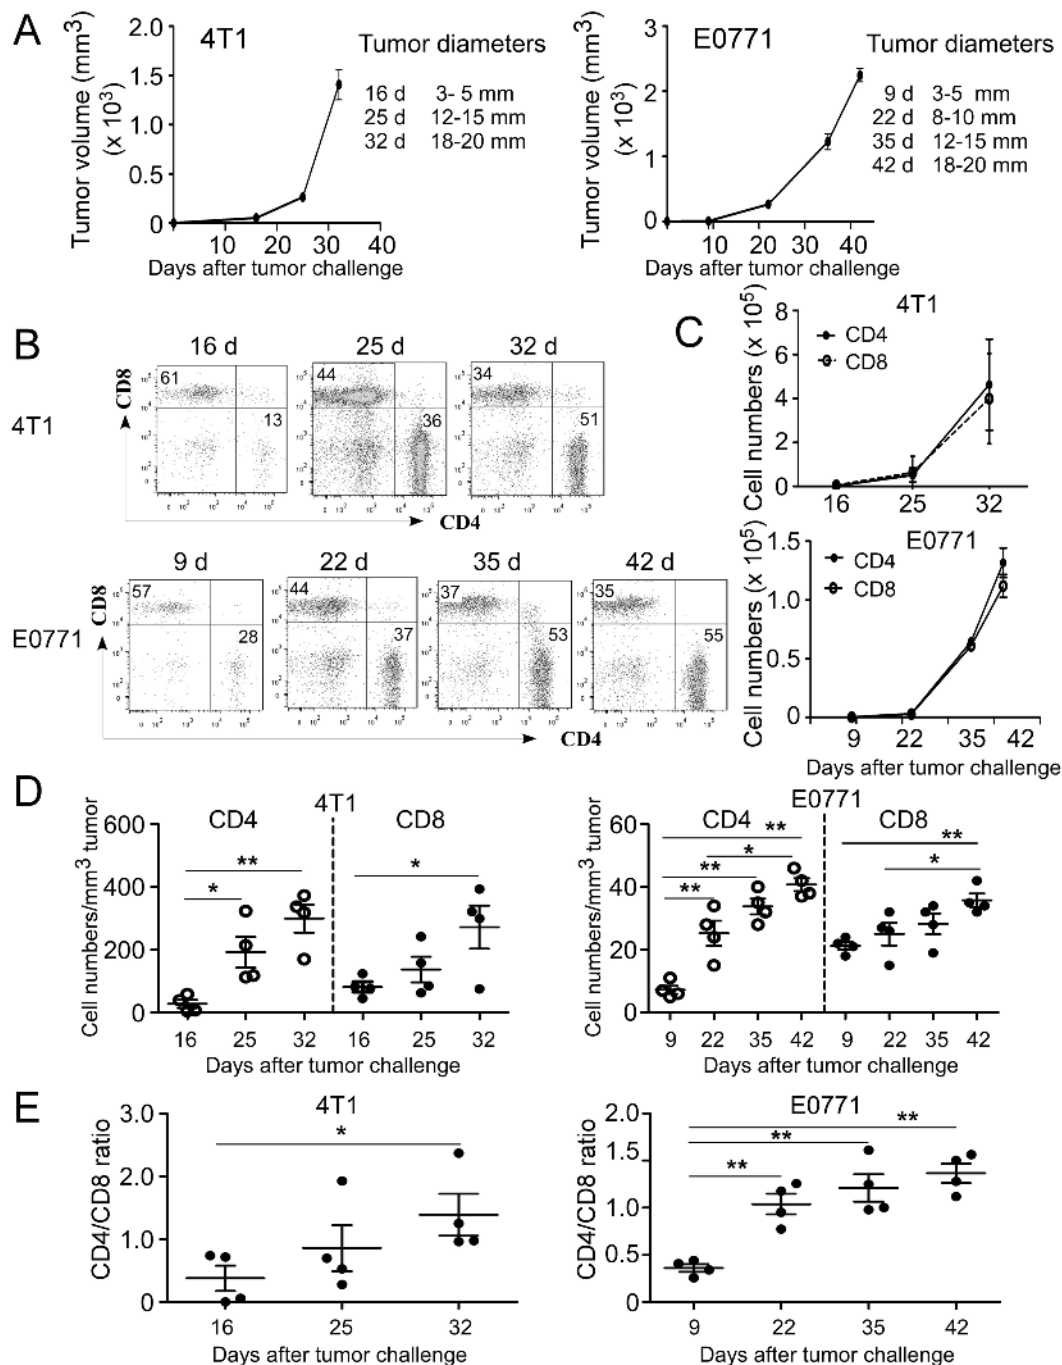 A
4T1
Tumor diameters
16 d 3- 5 mm
25 d 12-15 mm
32 d 18-20 mm
Tumor volume (mm3)
(x 103)
2.0
1.5
1.0
0.5
0
10 20 30 40
Days after tumor challenge
E0771
Tumor diameters
9 d 3-5 mm
22 d 8-10 mm
35 d 12-15 mm
42 d 18-20 mm
Tumor volume (mm3)
(x 103)
3
2
1
0
10 20 30 40
Days after tumor challenge
B
16 d 25 d 32 d
CD8
4T1
61 13
44 36
34 51
CD4
9 d 22 d 35 d 42 d
CD8
E0771
57 28
44 37
37 53
35 55
CD4
C
4T1
CD4
CD8
Cell numbers (x 105)
8
6
4
2
0
16 25 32
E0771
CD4
CD8
Cell numbers (x 105)
1.5
1.0
0.5
0
9 22 35 42
Days after tumor challenge
D
4T1
CD4 CD8
Cell numbers/mm3 tumor
600
400
200
0
* ** *
16 25 32 16 25 32
Days after tumor challenge
E0771
CD4 CD8
Cell numbers/mm3 tumor
60
40
20
0
** * ** ** ** *
9 22 35 42 9 22 35 42
Days after tumor challenge
E
4T1
CD4/CD8 ratio
3.0
2.0
1.0
0
*
16 25 32
Days after tumor challenge
E0771
CD4/CD8 ratio
2.0
1.5
1.0
0.5
0
** ** **
9 22 35 42
Days after tumor challenge